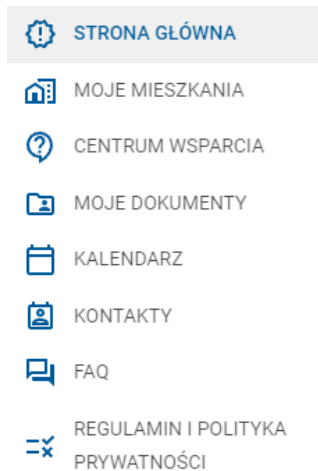 STRONA GŁÓWNA
MOJE MIESZKANIA
CENTRUM WSPARCIA
MOJE DOKUMENTY
KALENDARZ
KONTAKTY
FAQ
REGULAMIN I POLITYKA
PRYWATNOŚCI